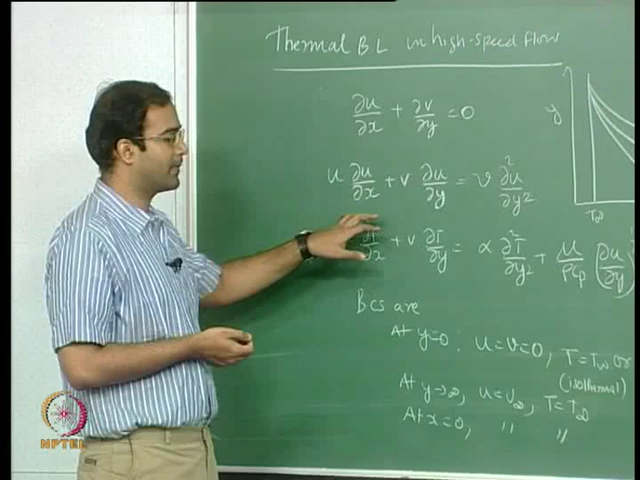 Thermal BL in high-speed flow
∂u/∂x + ∂v/∂y = 0
y
u ∂u/∂x + v ∂u/∂y = ν ∂²u/∂y²
T∞
∂T/∂x + v ∂T/∂y = α ∂²T/∂y² + μ/ρcp (∂u/∂y)
BCs are
At y=0. u=v=0, T=Tw or
(isothermal)
At y→∞, u=U∞, T=T∞
At x=0, " "
NPTEL